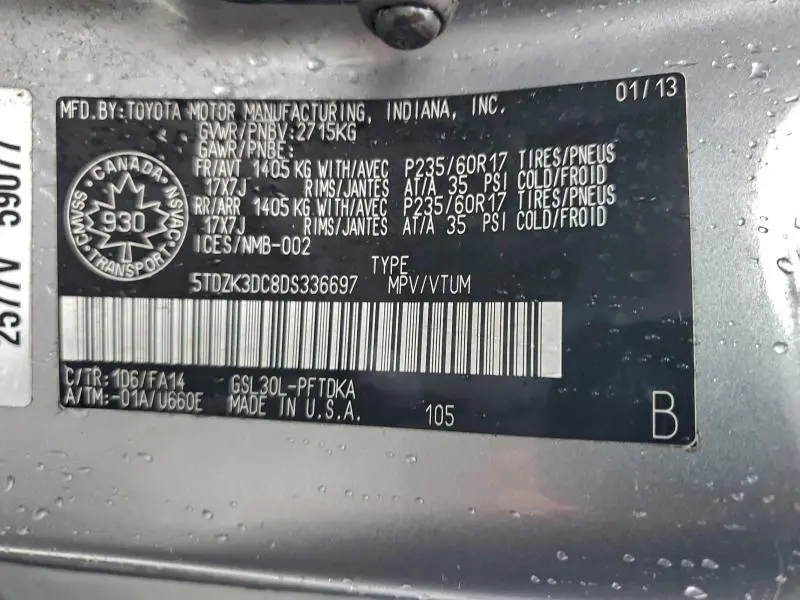 MFD.BY:TOYOTA MOTOR MANUFACTURING, INDIANA, INC. 01/13
GVWR/PNBV:2715KG
GAWR/PNBE:
FR/AVT 1405 KG WITH/AVEC P235/60R17 TIRES/PNEUS
17X7J RIMS/JANTES AT/A 35 PSI COLD/FROID
RR/ARR 1405 KG WITH/AVEC P235/60R17 TIRES/PNEUS
17X7J RIMS/JANTES AT/A 35 PSI COLD/FROID
ICES/NMB-002
CANADA
CMVSS 930 NSVAC
TRANSPORT
TYPE
5TDZK3DC8DS336697 MPV/VTUM
C/TR: 1D6/FA14 GSL30L-PFTDKA
A/TM:-01A/U660E MADE IN U.S.A. 105 B
2577V 59077